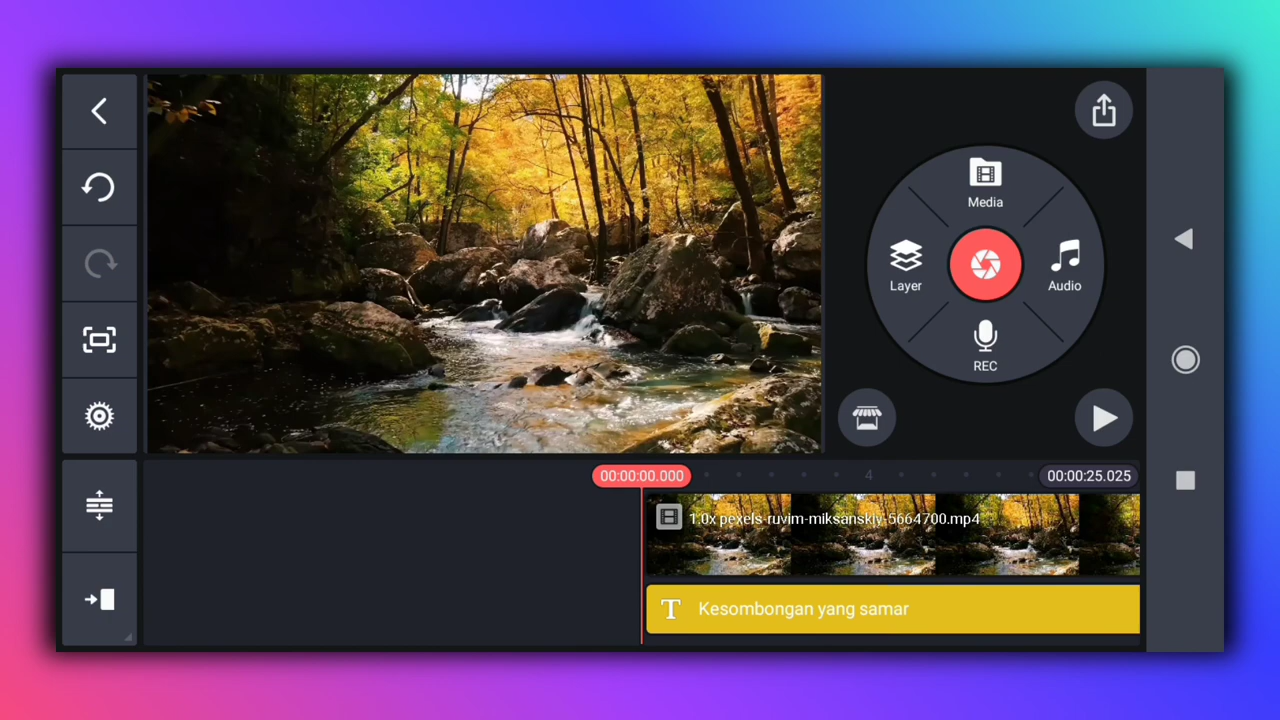 Media
Layer
Audio
REC
00:00:00.000
4
00:00:25.025
1.0x pexels-ruvim-miksanskiy-5664700.mp4
T Kesombongan yang samar